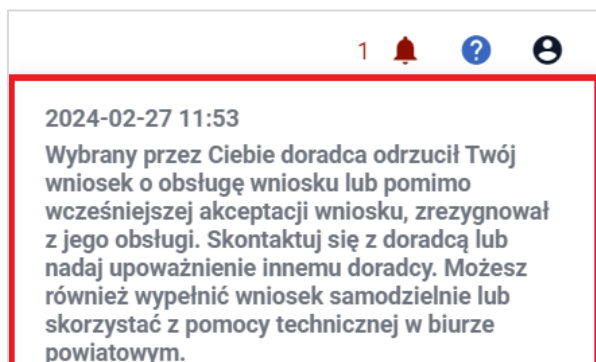 1
?
2024-02-27 11:53
Wybrany przez Ciebie doradca odrzucił Twój
wniosek o obsługę wniosku lub pomimo
wcześniejszej akceptacji wniosku, zrezygnował
z jego obsługi. Skontaktuj się z doradcą lub
nadaj upoważnienie innemu doradcy. Możesz
również wypełnić wniosek samodzielnie lub
skorzystać z pomocy technicznej w biurze
powiatowym.